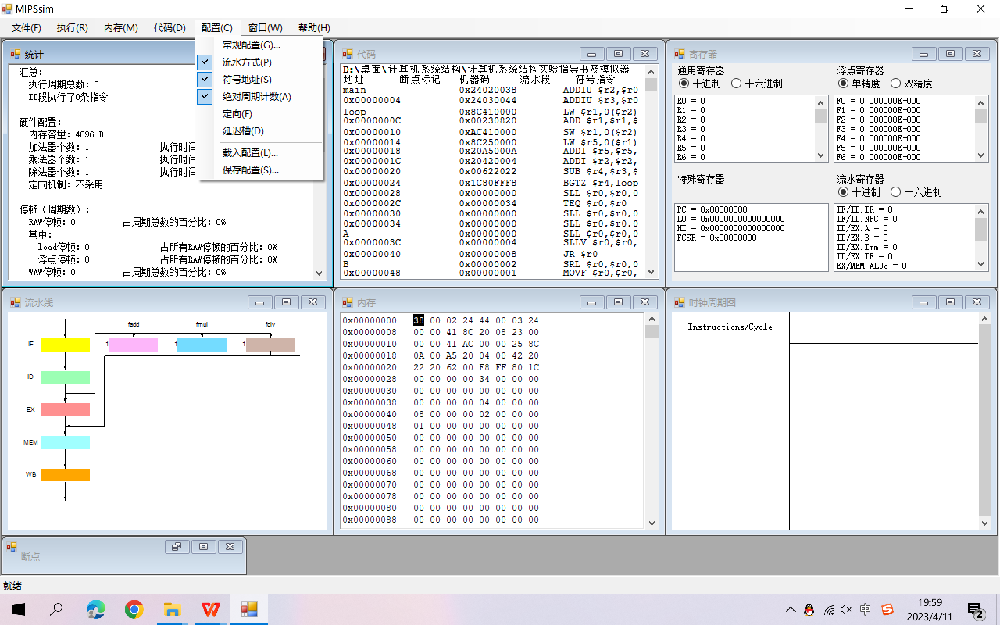 MIPSsim
文件(F) 执行(R) 内存(M) 代码(D) 配置(C) 窗口(W) 帮助(H)
常规配置(G)...
流水方式(P)
符号地址(S)
绝对周期计数(A)
定向(F)
延迟槽(D)
载入配置(L)...
保存配置(S)...
统计
汇总：
执行周期总数：0
ID段执行了0条指令
硬件配置：
内存容量：4096 B
加法器个数：1 执行时间
乘法器个数：1 执行时间
除法器个数：1 执行时间
定向机制：不采用
停顿（周期数）：
RAW停顿：0 占周期总数的百分比：0%
其中：
load停顿：0 占所有RAW停顿的百分比：0%
浮点停顿：0 占所有RAW停顿的百分比：0%
WAW停顿：0 占周期总数的百分比：0%
代码
D:\桌面\计算机系统结构\计算机系统结构实验指导书及模拟器
地址 断点标记 机器码 流水段 符号指令
main 0x24020038 ADDIU $r2,$r0
0x00000004 0x24030044 ADDIU $r3,$r0
loop 0x8C410000 LW $r1,0($r2)
0x0000000C 0x00230820 ADD $r1,$r1,$
0x00000010 0xAC410000 SW $r1,0($r2)
0x00000014 0x8C250000 LW $r5,0($r1)
0x00000018 0x20A5000A ADDI $r5,$r5,
0x0000001C 0x20420004 ADDI $r2,$r2,
0x00000020 0x00622022 SUB $r4,$r3,$
0x00000024 0x1C80FFF8 BGTZ $r4,loop
0x00000028 0x00000000 SLL $r0,$r0,0
0x0000002C 0x00000034 TEQ $r0,$r0
0x00000030 0x00000000 SLL $r0,$r0,0
0x00000034 0x00000000 SLL $r0,$r0,0
A 0x00000000 SLL $r0,$r0,0
0x0000003C 0x00000004 SLLV $r0,$r0,
0x00000040 0x00000008 JR $r0
B 0x00000002 SRL $r0,$r0,0
0x00000048 0x00000001 MOVF $r0,$r0,
寄存器
通用寄存器
十进制 十六进制
R0 = 0
R1 = 0
R2 = 0
R3 = 0
R4 = 0
R5 = 0
R6 = 0
浮点寄存器
单精度 双精度
F0 = 0.000000E+000
F1 = 0.000000E+000
F2 = 0.000000E+000
F3 = 0.000000E+000
F4 = 0.000000E+000
F5 = 0.000000E+000
F6 = 0.000000E+000
特殊寄存器
PC = 0x00000000
LO = 0x0000000000000000
HI = 0x0000000000000000
FCSR = 0x00000000
流水寄存器
十进制 十六进制
IF/ID.IR = 0
IF/ID.NPC = 0
ID/EX.A = 0
ID/EX.B = 0
ID/EX.Imm = 0
ID/EX.IR = 0
EX/MEM.ALUo = 0
流水线
fadd fmul fdiv
IF 1 1 1
ID
EX
MEM
WB
内存
0x00000000 38 00 02 24 44 00 03 24
0x00000008 00 00 41 8C 20 08 23 00
0x00000010 00 00 41 AC 00 00 25 8C
0x00000018 0A 00 A5 20 04 00 42 20
0x00000020 22 20 62 00 F8 FF 80 1C
0x00000028 00 00 00 00 34 00 00 00
0x00000030 00 00 00 00 00 00 00 00
0x00000038 00 00 00 00 04 00 00 00
0x00000040 08 00 00 00 02 00 00 00
0x00000048 01 00 00 00 00 00 00 00
0x00000050 00 00 00 00 00 00 00 00
0x00000058 00 00 00 00 00 00 00 00
0x00000060 00 00 00 00 00 00 00 00
0x00000068 00 00 00 00 00 00 00 00
0x00000070 00 00 00 00 00 00 00 00
0x00000078 00 00 00 00 00 00 00 00
0x00000080 00 00 00 00 00 00 00 00
0x00000088 00 00 00 00 00 00 00 00
时钟周期图
Instructions/Cycle
断点
就绪
中
19:59
2023/4/11
2